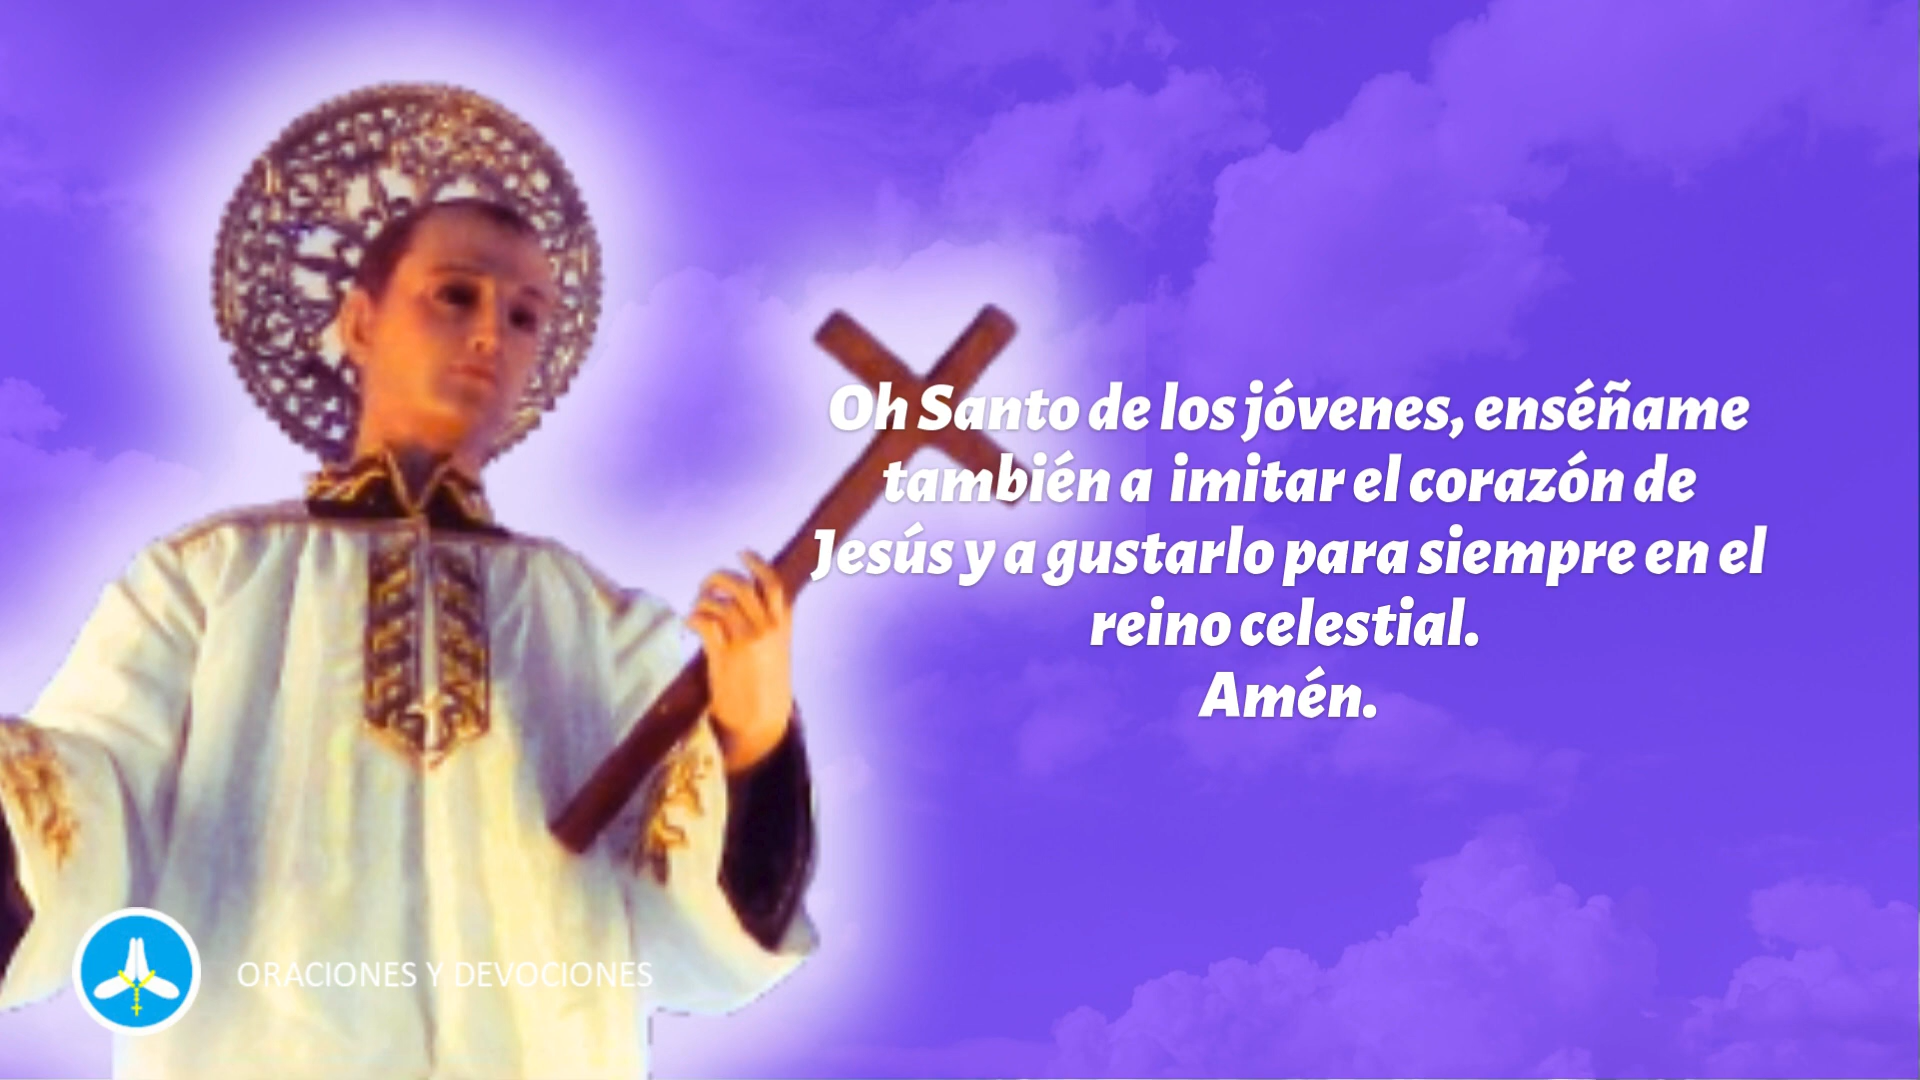 Oh Santo de los jóvenes, enséñame
también a imitar el corazón de
Jesús y a gustarlo para siempre en el
reino celestial.
Amén.
ORACIONES Y DEVOCIONES